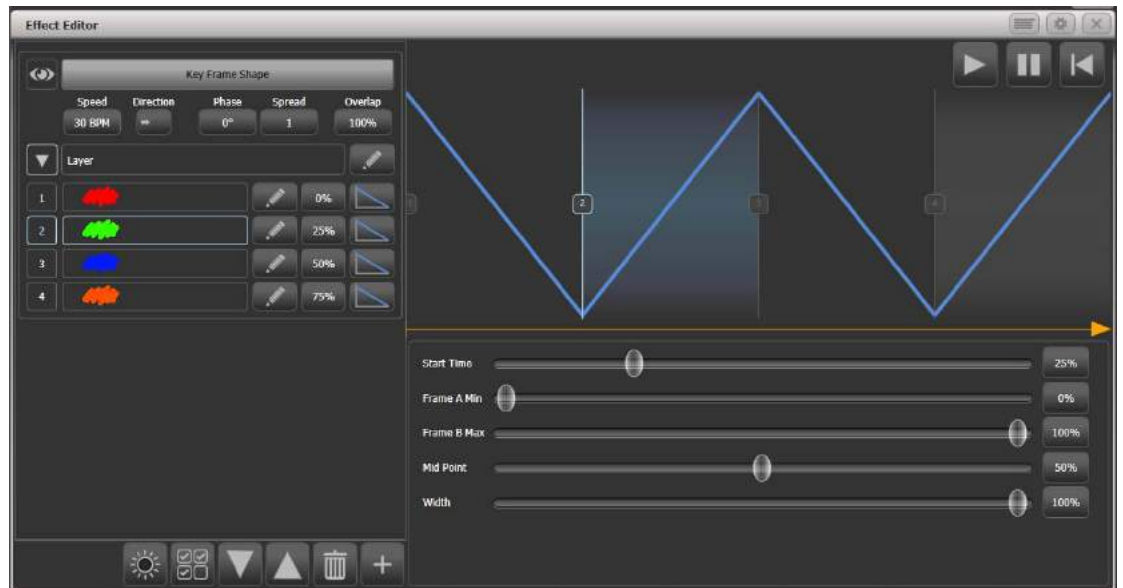 Effect Editor
Key Frame Shape
Speed Direction Phase Spread Overlap
30 BPM 0° 1 100%
Layer
1 0%
2 25%
3 50%
4 75%
1 2 3 4
Start Time 25%
Frame A Min 0%
Frame B Max 100%
Mid Point 50%
Width 100%